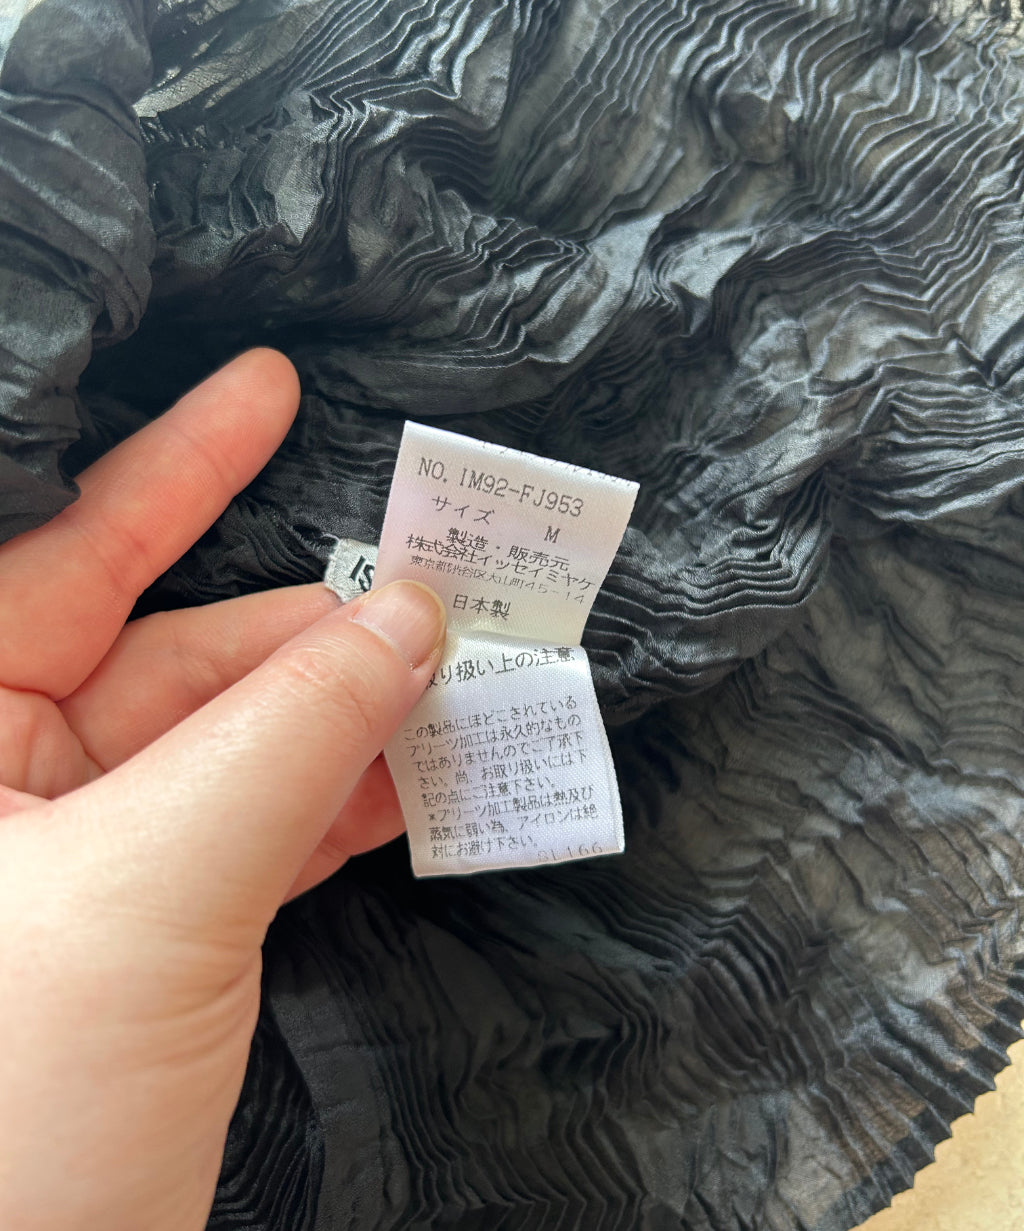 NO. IM92-FJ953
サイズ M
製造・販売元
株式会社イッセイミヤケ
東京都渋谷区大山町45-14
日本製
IS
り扱い上の注意
この製品にほどこされている
プリーツ加工は永久的なもの
ではありませんのでご了承下
さい。尚、お取り扱いには下
記の点にご注意下さい。
*プリーツ加工製品は熱及び
蒸気に弱い為、アイロンは絶
対にお避け下さい。